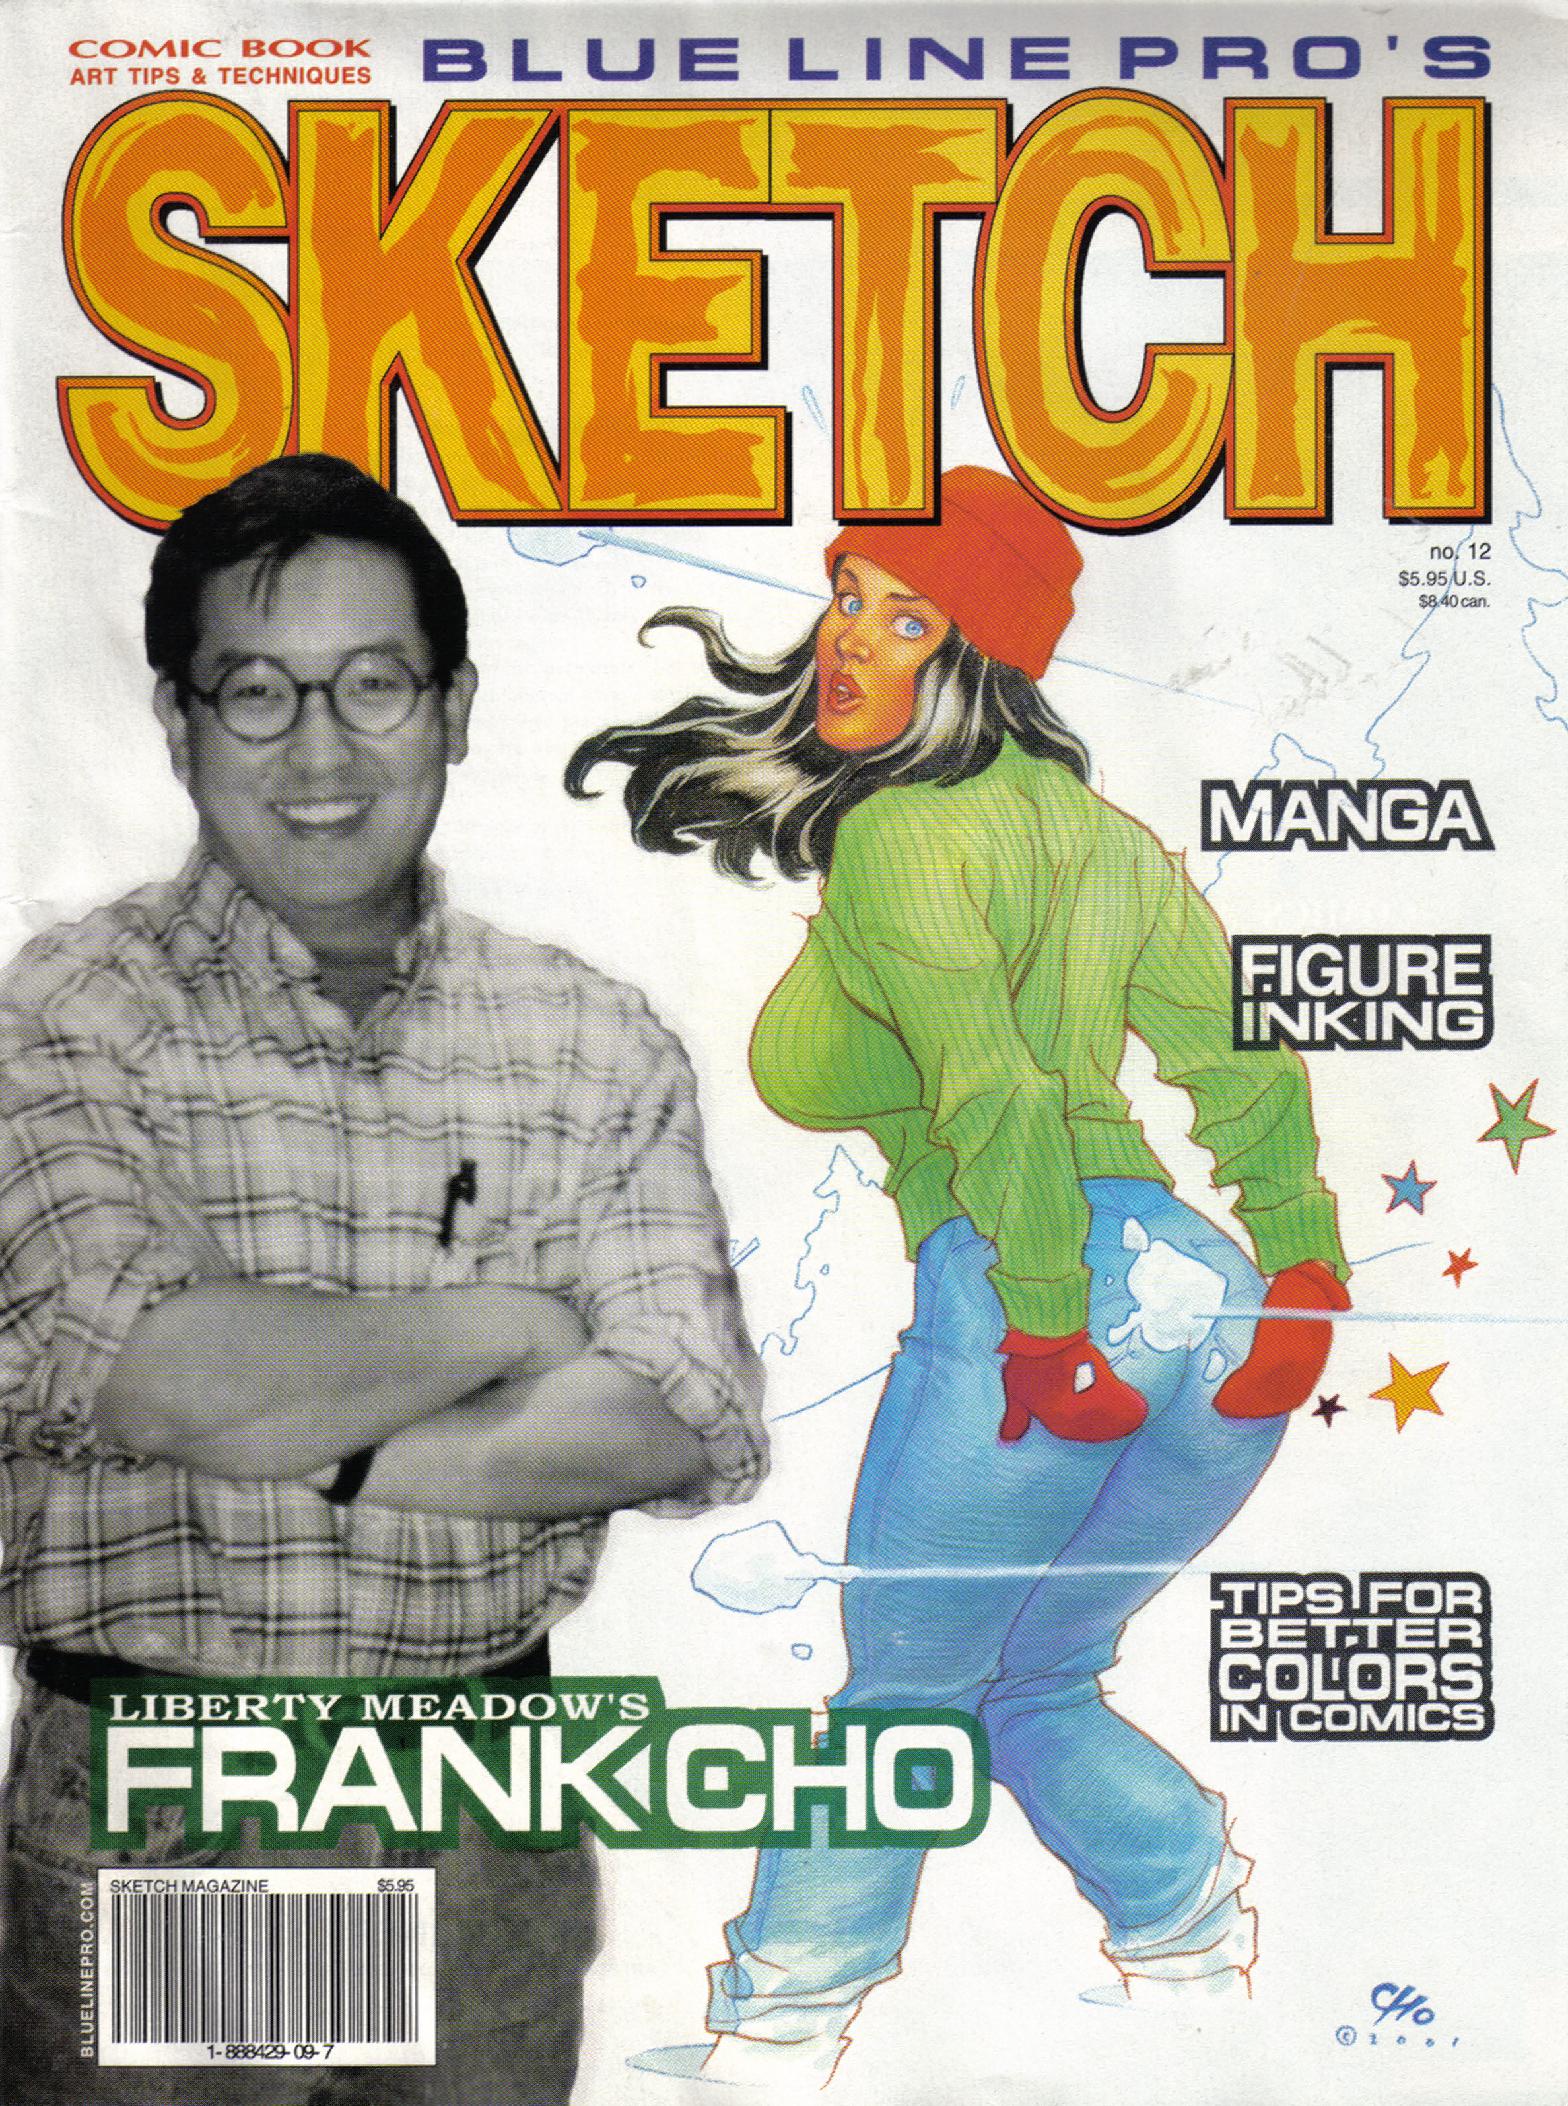 COMIC BOOK
ART TIPS & TECHNIQUES
BLUE LINE PRO'S
SKETCH
no. 12
$5.95 U.S.
$8.40 can.
MANGA
FIGURE
INKING
TIPS FOR
BETTER
COLORS
IN COMICS
LIBERTY MEADOW'S
FRANK CHO
BLUELINEPRO.COM
SKETCH MAGAZINE $5.95
1-888429-09-7
CHO
© 2001